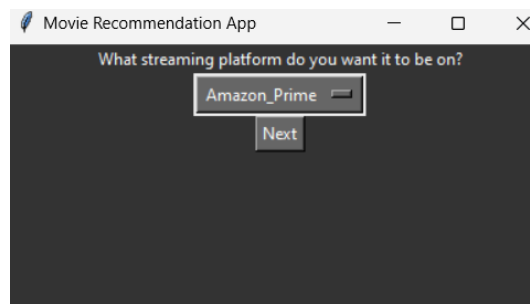 Movie Recommendation App
What streaming platform do you want it to be on?
Amazon_Prime
Next